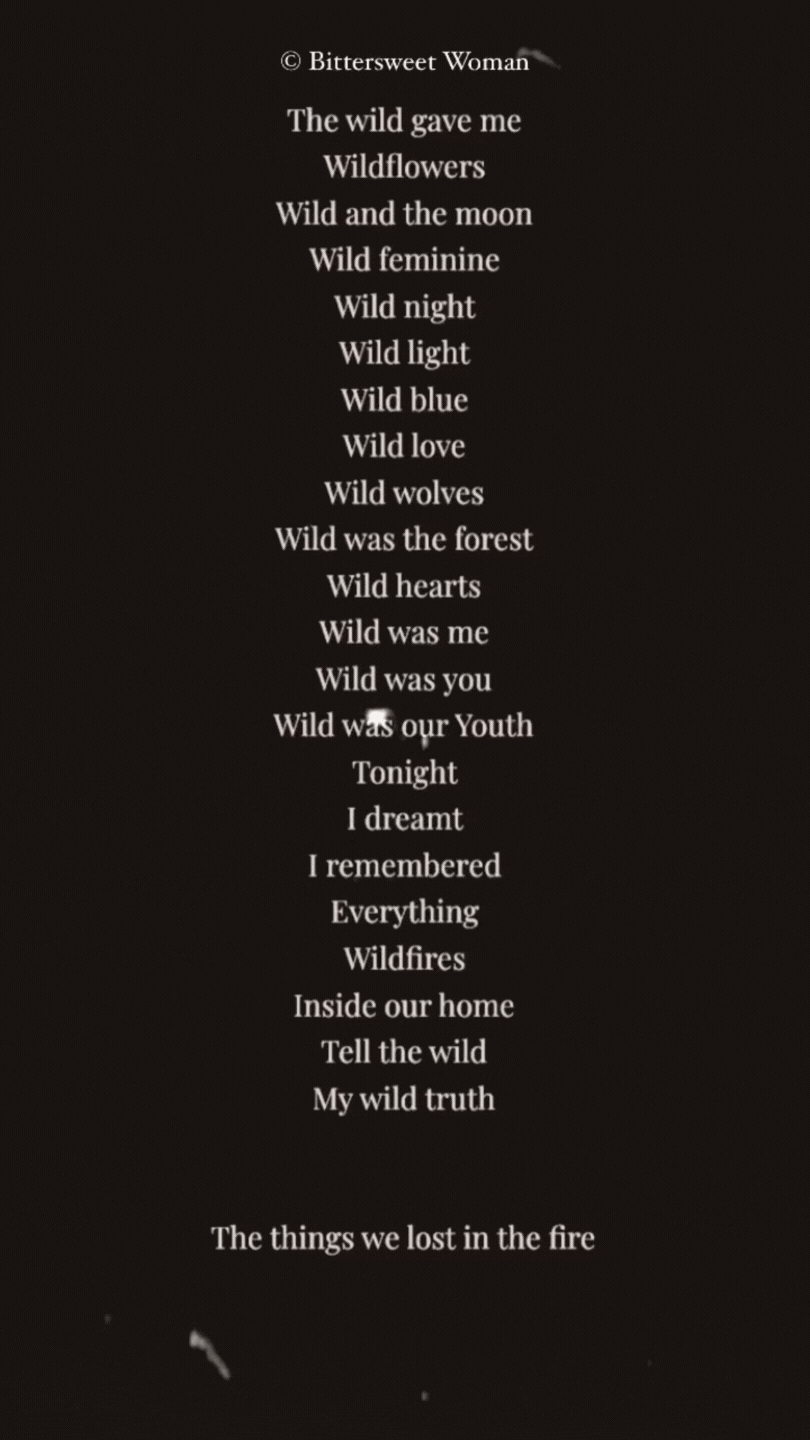 © Bittersweet Woman
The wild gave me
Wildflowers
Wild and the moon
Wild feminine
Wild night
Wild light
Wild blue
Wild love
Wild wolves
Wild was the forest
Wild hearts
Wild was me
Wild was you
Wild was our Youth
Tonight
I dreamt
I remembered
Everything
Wildfires
Inside our home
Tell the wild
My wild truth
The things we lost in the fire